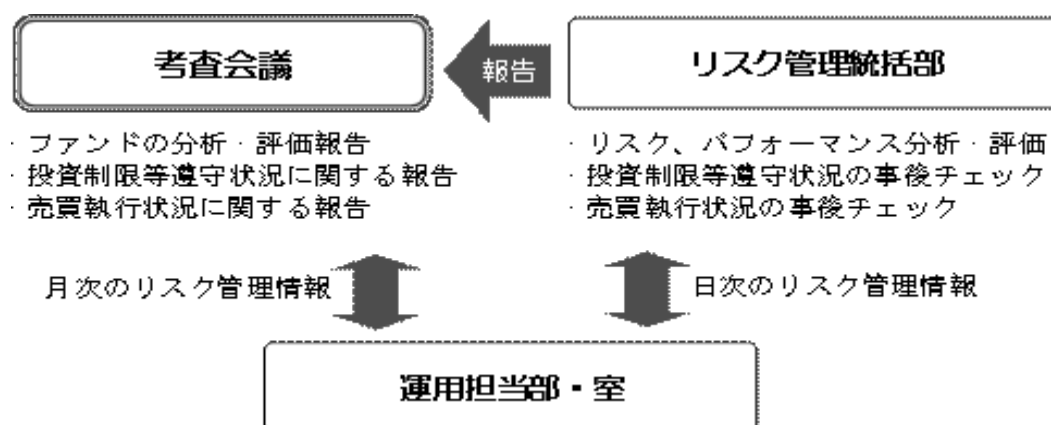 考査会議
報告
リスク管理統括部
· ファンドの分析·評価報告
· 投資制限等遵守状況に関する報告
· 売買執行状況に関する報告
· リスク、パフォーマンス分析·評価
· 投資制限等遵守状況の事後チェック
· 売買執行状況の事後チェック
月次のリスク管理情報
日次のリスク管理情報
運用担当部・室